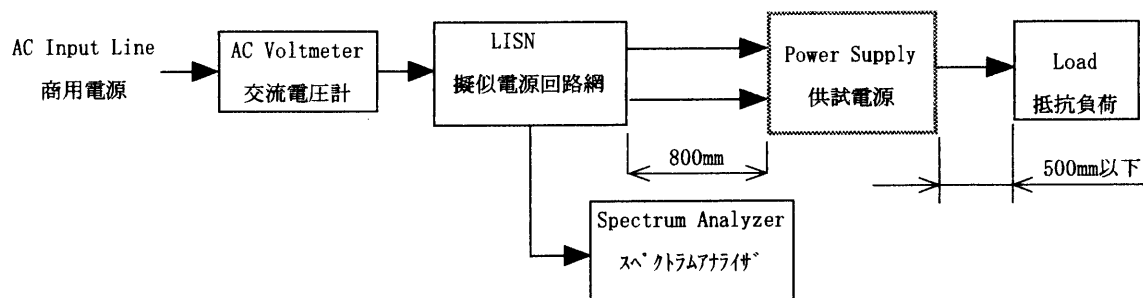 AC Input Line
商用電源
AC Voltmeter
交流電圧計
LISN
擬似電源回路網
Power Supply
供試電源
Load
抵抗負荷
800mm
500mm以下
Spectrum Analyzer
ｽﾍﾟｸﾄﾗﾑｱﾅﾗｲｻﾞ